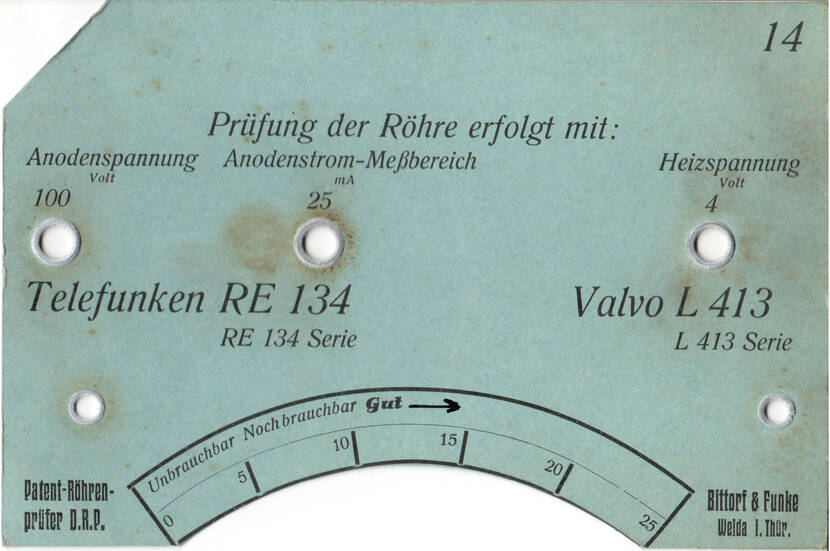 14
Prüfung der Röhre erfolgt mit:
Anodenspannung Anodenstrom-Meßbereich Heizspannung
Volt mA Volt
100 25 4
Telefunken RE 134 Valvo L 413
RE 134 Serie L 413 Serie
Unbrauchbar Noch brauchbar Gut
0 5 10 15 20 25
Patent-Röhren-
prüfer D.R.P.
Bittorf & Funke
Weida i. Thür.